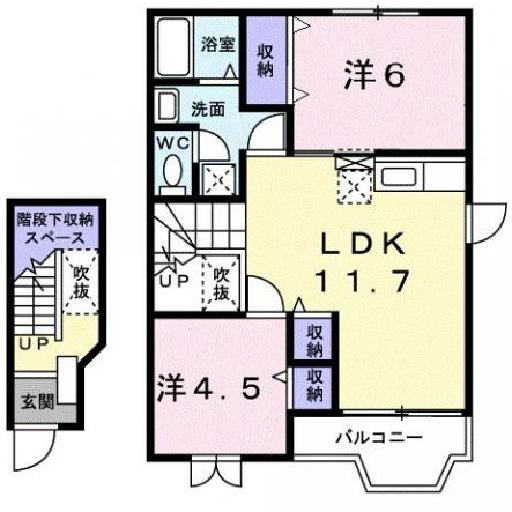 浴室
収納
洋6
洗面
WC
LDK
11.7
階段下収納
スペース
吹抜
UP
玄関
UP
吹抜
収納
収納
洋4.5
バルコニー